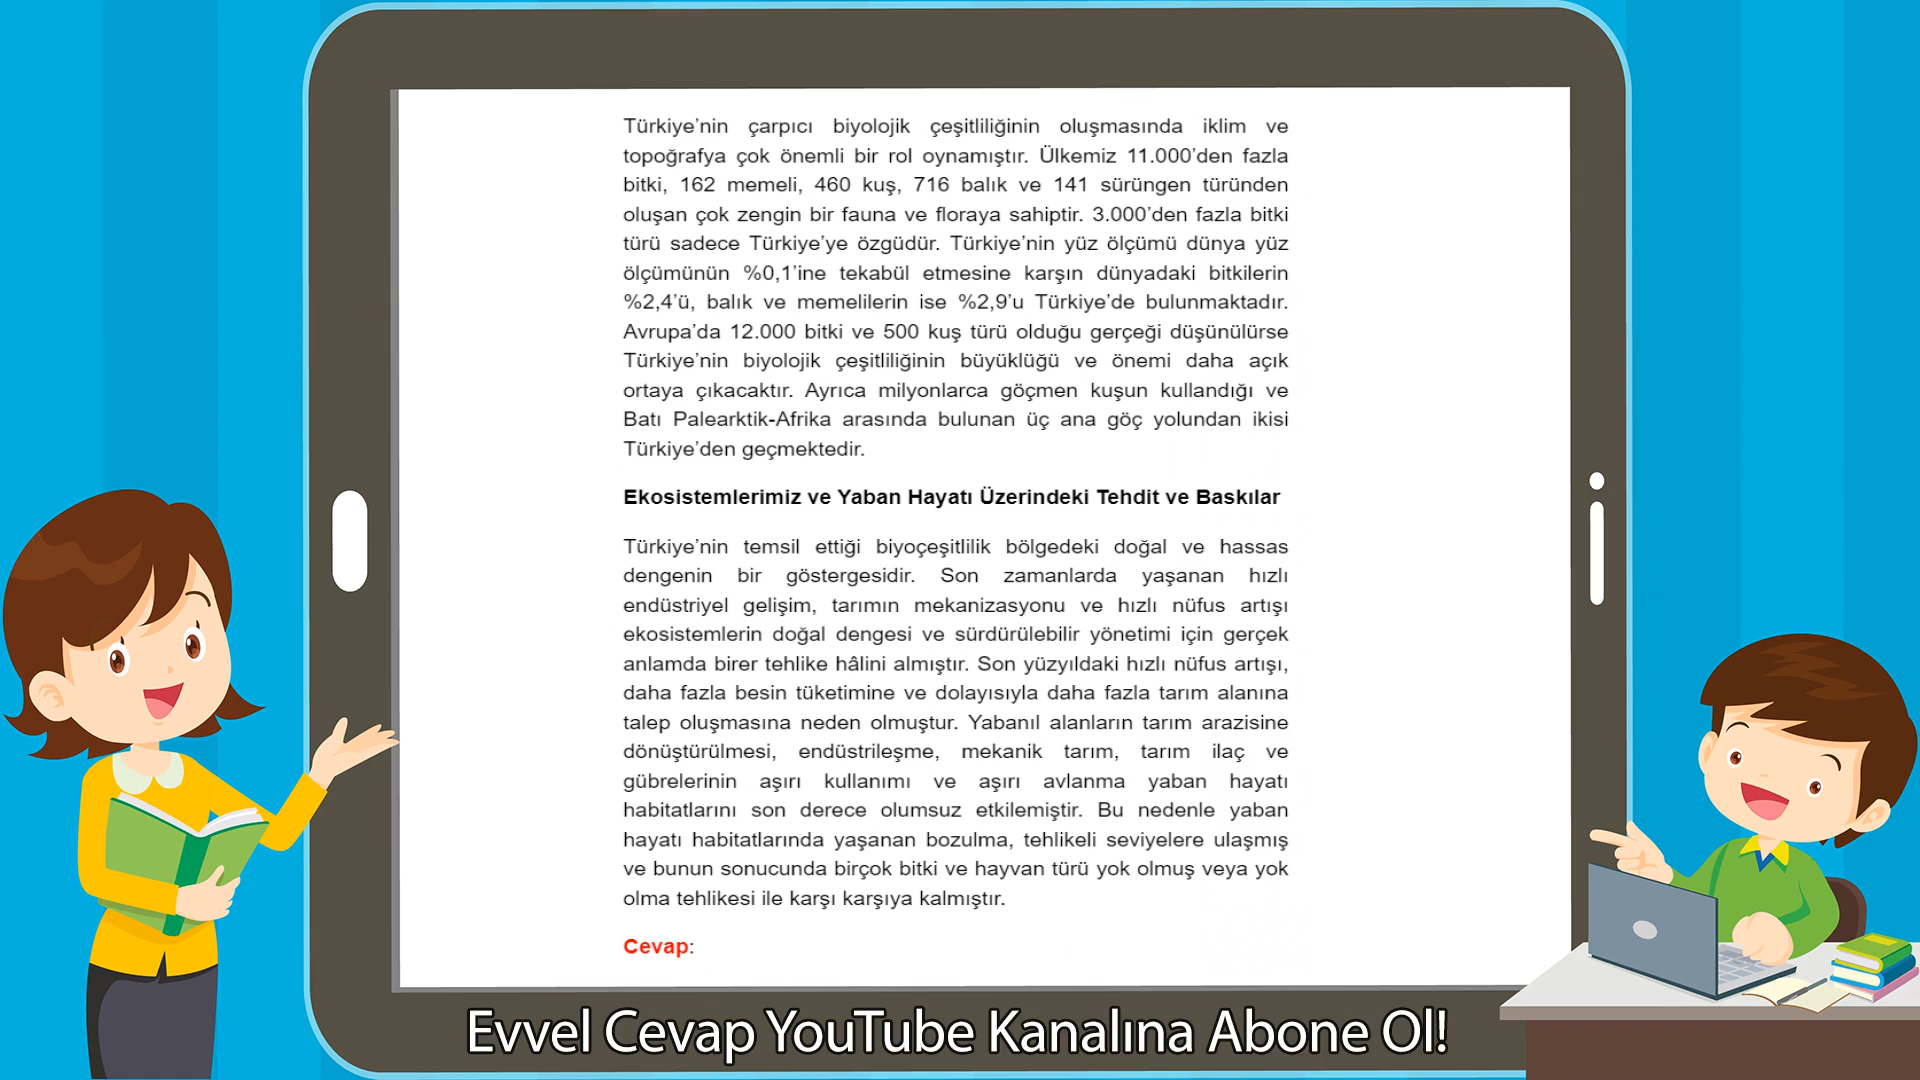 Türkiye’nin çarpıcı biyolojik çeşitliliğinin oluşmasında iklim ve
topoğrafya çok önemli bir rol oynamıştır. Ülkemiz 11.000’den fazla
bitki, 162 memeli, 460 kuş, 716 balık ve 141 sürüngen türünden
oluşan çok zengin bir fauna ve floraya sahiptir. 3.000’den fazla bitki
türü sadece Türkiye’ye özgüdür. Türkiye’nin yüz ölçümü dünya yüz
ölçümünün %0,1’ine tekabül etmesine karşın dünyadaki bitkilerin
%2,4’ü, balık ve memelilerin ise %2,9’u Türkiye’de bulunmaktadır.
Avrupa’da 12.000 bitki ve 500 kuş türü olduğu gerçeği düşünülürse
Türkiye’nin biyolojik çeşitliliğinin büyüklüğü ve önemi daha açık
ortaya çıkacaktır. Ayrıca milyonlarca göçmen kuşun kullandığı ve
Batı Palearktik-Afrika arasında bulunan üç ana göç yolundan ikisi
Türkiye’den geçmektedir.
Ekosistemlerimiz ve Yaban Hayatı Üzerindeki Tehdit ve Baskılar
Türkiye’nin temsil ettiği biyoçeşitlilik bölgedeki doğal ve hassas
dengenin bir göstergesidir. Son zamanlarda yaşanan hızlı
endüstriyel gelişim, tarımın mekanizasyonu ve hızlı nüfus artışı
ekosistemlerin doğal dengesi ve sürdürülebilir yönetimi için gerçek
anlamda birer tehlike hâlini almıştır. Son yüzyıldaki hızlı nüfus artışı,
daha fazla besin tüketimine ve dolayısıyla daha fazla tarım alanına
talep oluşmasına neden olmuştur. Yabanıl alanların tarım arazisine
dönüştürülmesi, endüstrileşme, mekanik tarım, tarım ilaç ve
gübrelerinin aşırı kullanımı ve aşırı avlanma yaban hayatı
habitatlarını son derece olumsuz etkilemiştir. Bu nedenle yaban
hayatı habitatlarında yaşanan bozulma, tehlikeli seviyelere ulaşmış
ve bunun sonucunda birçok bitki ve hayvan türü yok olmuş veya yok
olma tehlikesi ile karşı karşıya kalmıştır.
Cevap:
Evvel Cevap YouTube Kanalına Abone Ol!